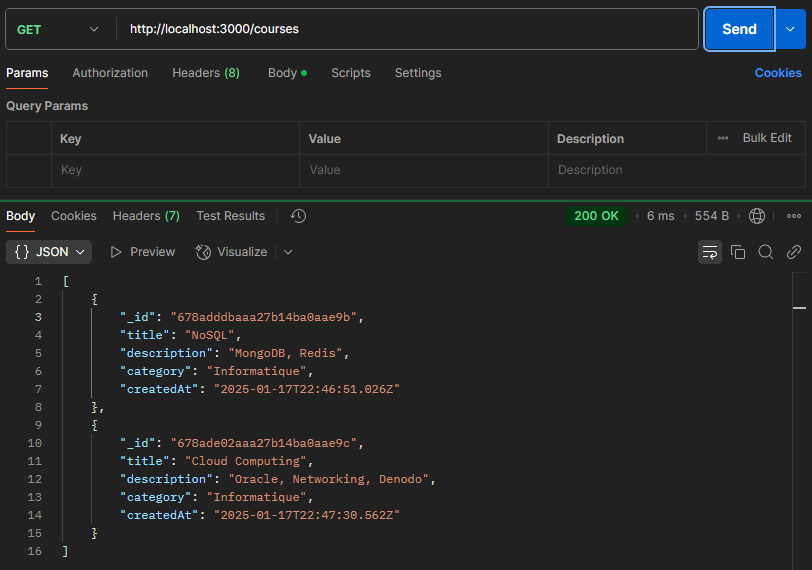 GET http://localhost:3000/courses Send
Params Authorization Headers (8) Body Scripts Settings Cookies
Query Params
Key Value Description Bulk Edit
Key Value Description
Body Cookies Headers (7) Test Results 200 OK 6 ms 554 B
{} JSON Preview Visualize
1 [
2 {
3 "_id": "678adddbaaa27b14ba0aae9b",
4 "title": "NoSQL",
5 "description": "MongoDB, Redis",
6 "category": "Informatique",
7 "createdAt": "2025-01-17T22:46:51.026Z"
8 },
9 {
10 "_id": "678ade02aaa27b14ba0aae9c",
11 "title": "Cloud Computing",
12 "description": "Oracle, Networking, Denodo",
13 "category": "Informatique",
14 "createdAt": "2025-01-17T22:47:30.562Z"
15 }
16 ]